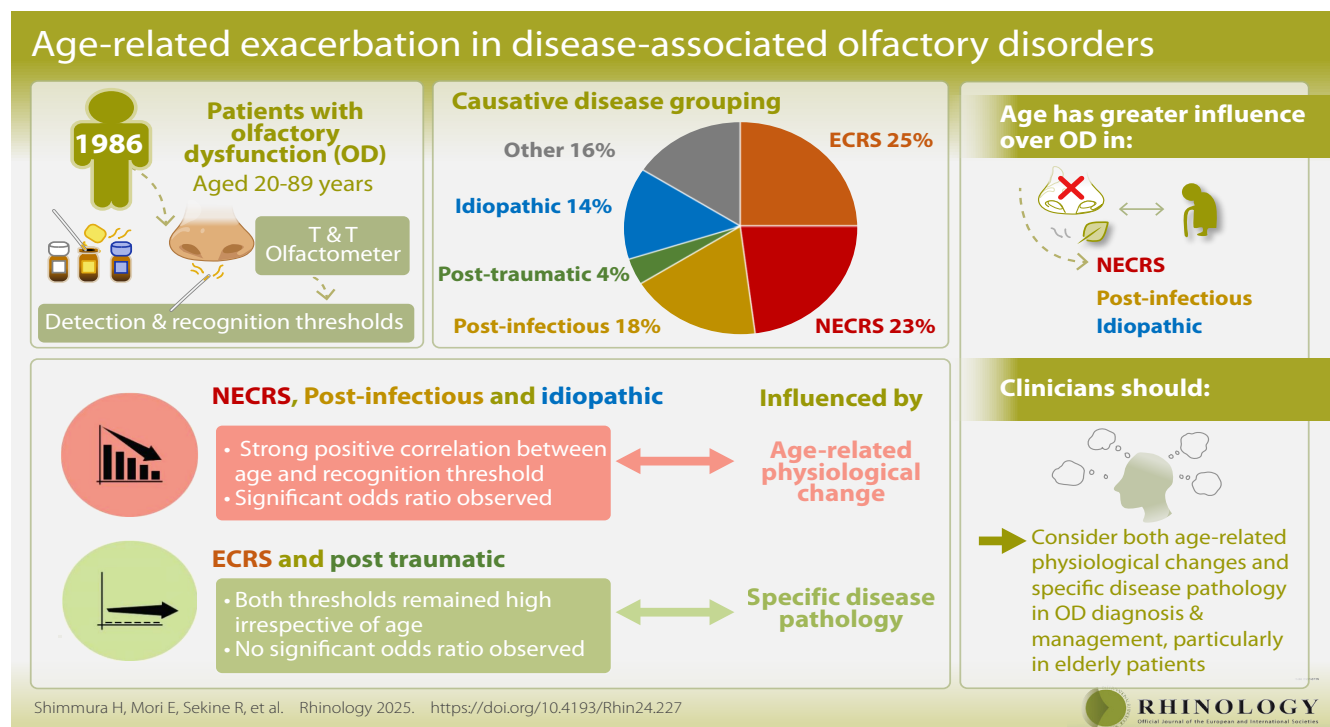 Age-related exacerbation in disease-associated olfactory disorders
1986
Patients with
olfactory
dysfunction (OD)
Aged 20-89 years
T & T
Olfactometer
Detection & recognition thresholds
Causative disease grouping
ECRS 25%
Other 16%
Idiopathic 14%
Post-traumatic 4%
Post-infectious 18%
NECRS 23%
Age has greater influence
over OD in:
NECRS
Post-infectious
Idiopathic
NECRS, Post-infectious and idiopathic
• Strong positive correlation between
age and recognition threshold
• Significant odds ratio observed
Influenced by
Age-related
physiological
change
ECRS and post traumatic
• Both thresholds remained high
irrespective of age
• No significant odds ratio observed
Specific disease
pathology
Clinicians should:
Consider both age-related
physiological changes and
specific disease pathology
in OD diagnosis &
management, particularly
in elderly patients
Shimmura H, Mori E, Sekine R, et al. Rhinology 2025. https://doi.org/10.4193/Rhin24.227
RHINOLOGY
Official Journal of the European and International Societies